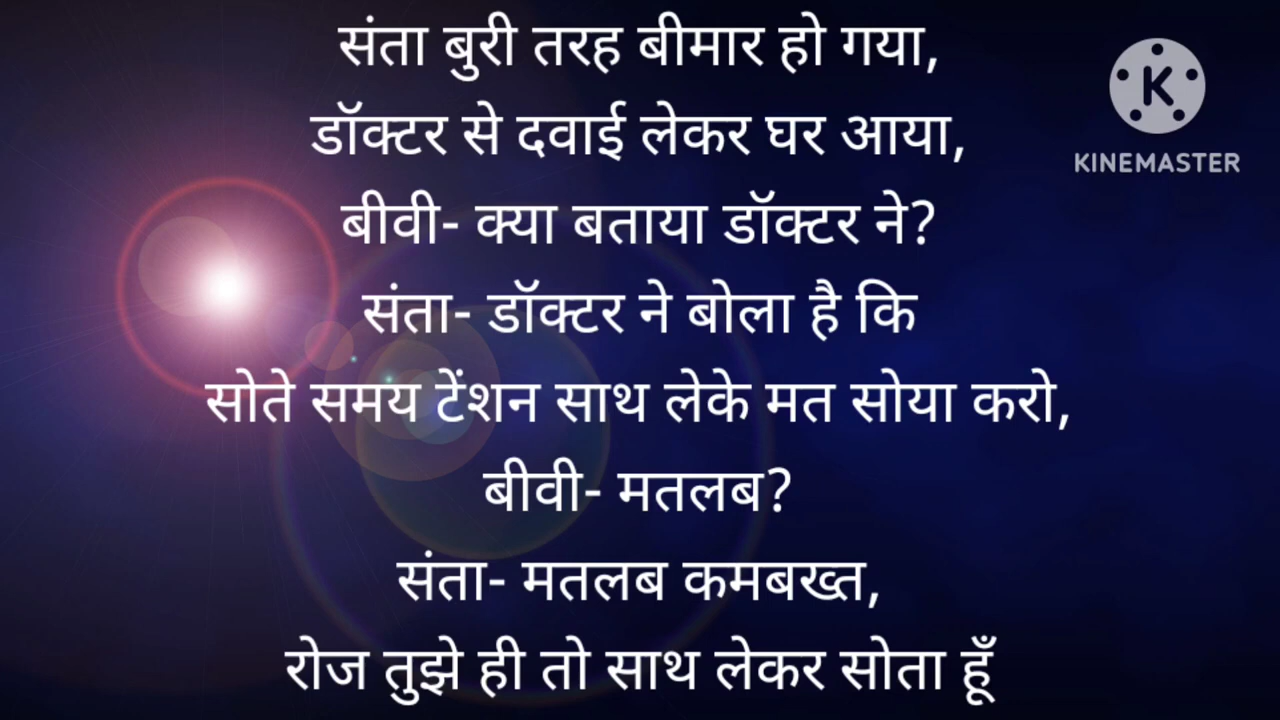 संता बुरी तरह बीमार हो गया,
डॉक्टर से दवाई लेकर घर आया,
बीवी- क्या बताया डॉक्टर ने?
संता- डॉक्टर ने बोला है कि
सोते समय टेंशन साथ लेके मत सोया करो,
बीवी- मतलब?
संता- मतलब कमबख्त,
रोज तुझे ही तो साथ लेकर सोता हूँ
K
KINEMASTER